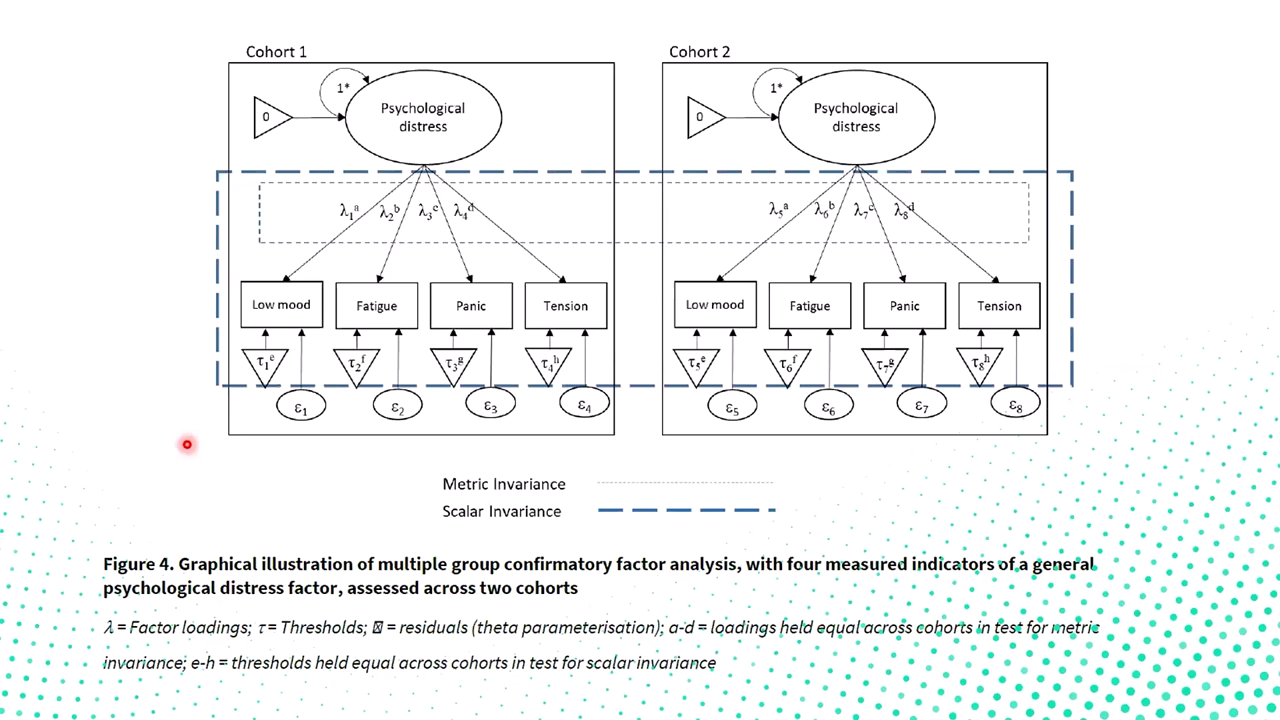 Cohort 1
Cohort 2
1*
1*
0
Psychological
distress
0
Psychological
distress
λ1ᵃ λ2ᵇ λ3ᶜ λ4ᵈ
λ5ᵃ λ6ᵇ λ7ᶜ λ8ᵈ
Low mood Fatigue Panic Tension
Low mood Fatigue Panic Tension
τ1ᵉ τ2ᶠ τ3ᵍ τ4ʰ
τ5ᵉ τ6ᶠ τ7ᵍ τ8ʰ
ε1 ε2 ε3 ε4
ε5 ε6 ε7 ε8
Metric Invariance
Scalar Invariance
Figure 4. Graphical illustration of multiple group confirmatory factor analysis, with four measured indicators of a general
psychological distress factor, assessed across two cohorts
λ = Factor loadings; τ = Thresholds; = residuals (theta parameterisation); a-d = loadings held equal across cohorts in test for metric
invariance; e-h = thresholds held equal across cohorts in test for scalar invariance